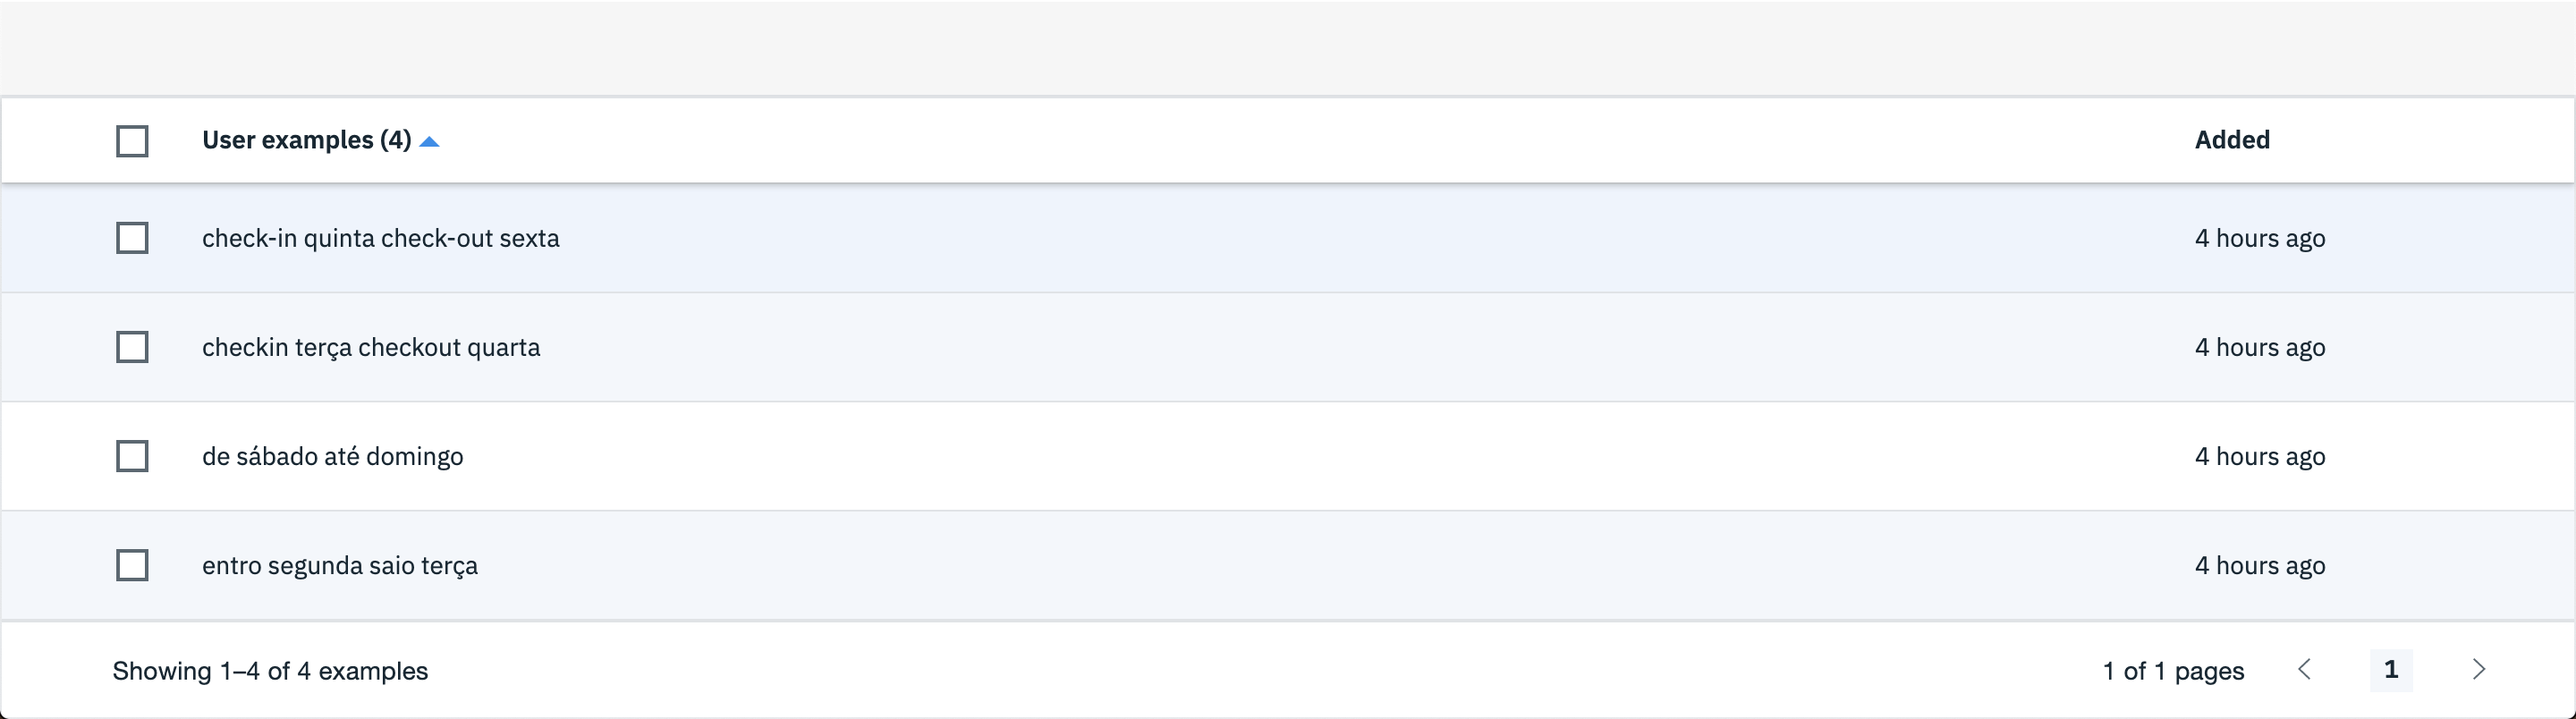 User examples (4) Added
check-in quinta check-out sexta 4 hours ago
checkin terça checkout quarta 4 hours ago
de sábado até domingo 4 hours ago
entro segunda saio terça 4 hours ago
Showing 1–4 of 4 examples 1 of 1 pages 1